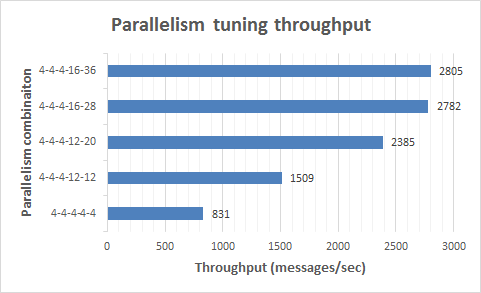 Parallelism tuning throughput
Parallelism combinaiton
4-4-4-16-36
2805
4-4-4-16-28
2782
4-4-4-12-20
2385
4-4-4-12-12
1509
4-4-4-4-4
831
0 500 1000 1500 2000 2500 3000
Throughput (messages/sec)